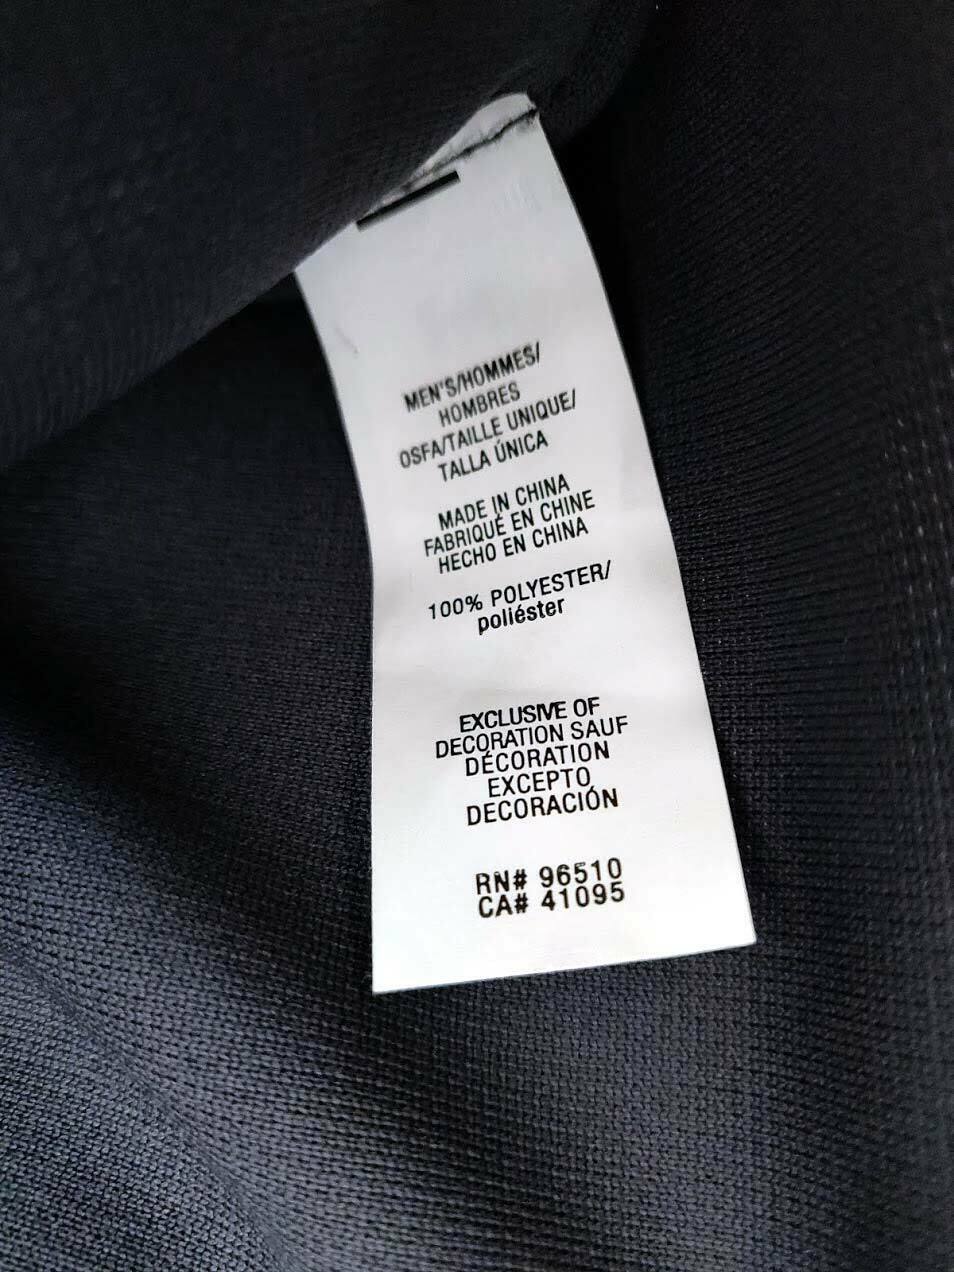 MEN'S/HOMMES/
HOMBRES
OSFA/TAILLE UNIQUE/
TALLA ÚNICA
MADE IN CHINA
FABRIQUÉ EN CHINE
HECHO EN CHINA
100% POLYESTER/
poliéster
EXCLUSIVE OF
DECORATION SAUF
DÉCORATION
EXCEPTO
DECORACIÓN
RN# 96510
CA# 41095